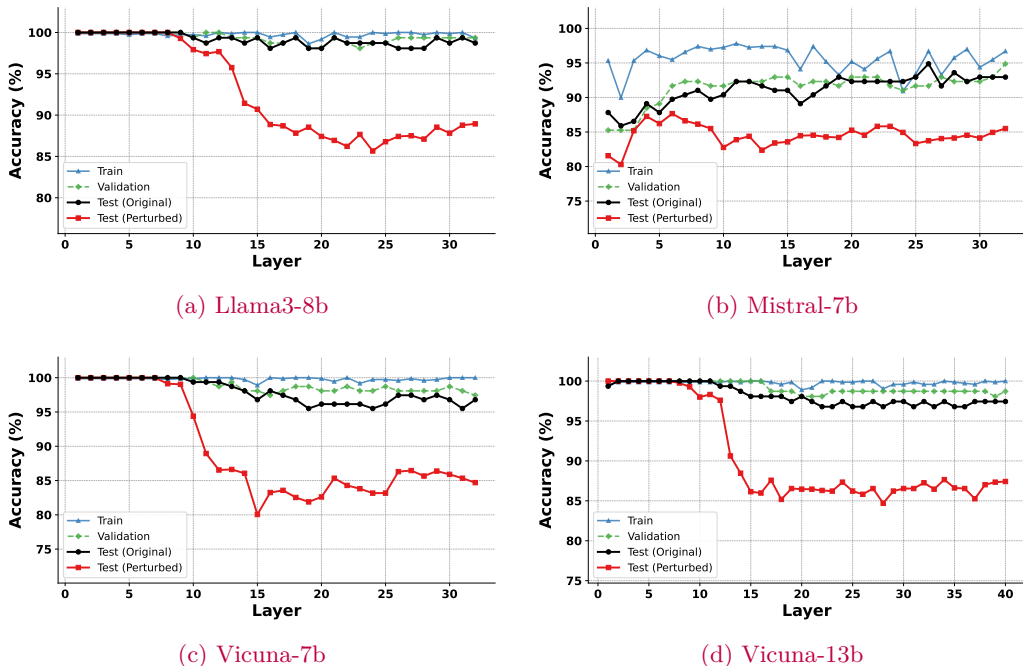 100
95
90
85
80
Accuracy (%)
Train
Validation
Test (Original)
Test (Perturbed)
0 5 10 15 20 25 30
Layer
(a) Llama3-8b
100
95
90
85
80
75
Accuracy (%)
Train
Validation
Test (Original)
Test (Perturbed)
0 5 10 15 20 25 30
Layer
(b) Mistral-7b
100
95
90
85
80
75
Accuracy (%)
Train
Validation
Test (Original)
Test (Perturbed)
0 5 10 15 20 25 30
Layer
(c) Vicuna-7b
100
95
90
85
80
75
Accuracy (%)
Train
Validation
Test (Original)
Test (Perturbed)
0 5 10 15 20 25 30 35 40
Layer
(d) Vicuna-13b